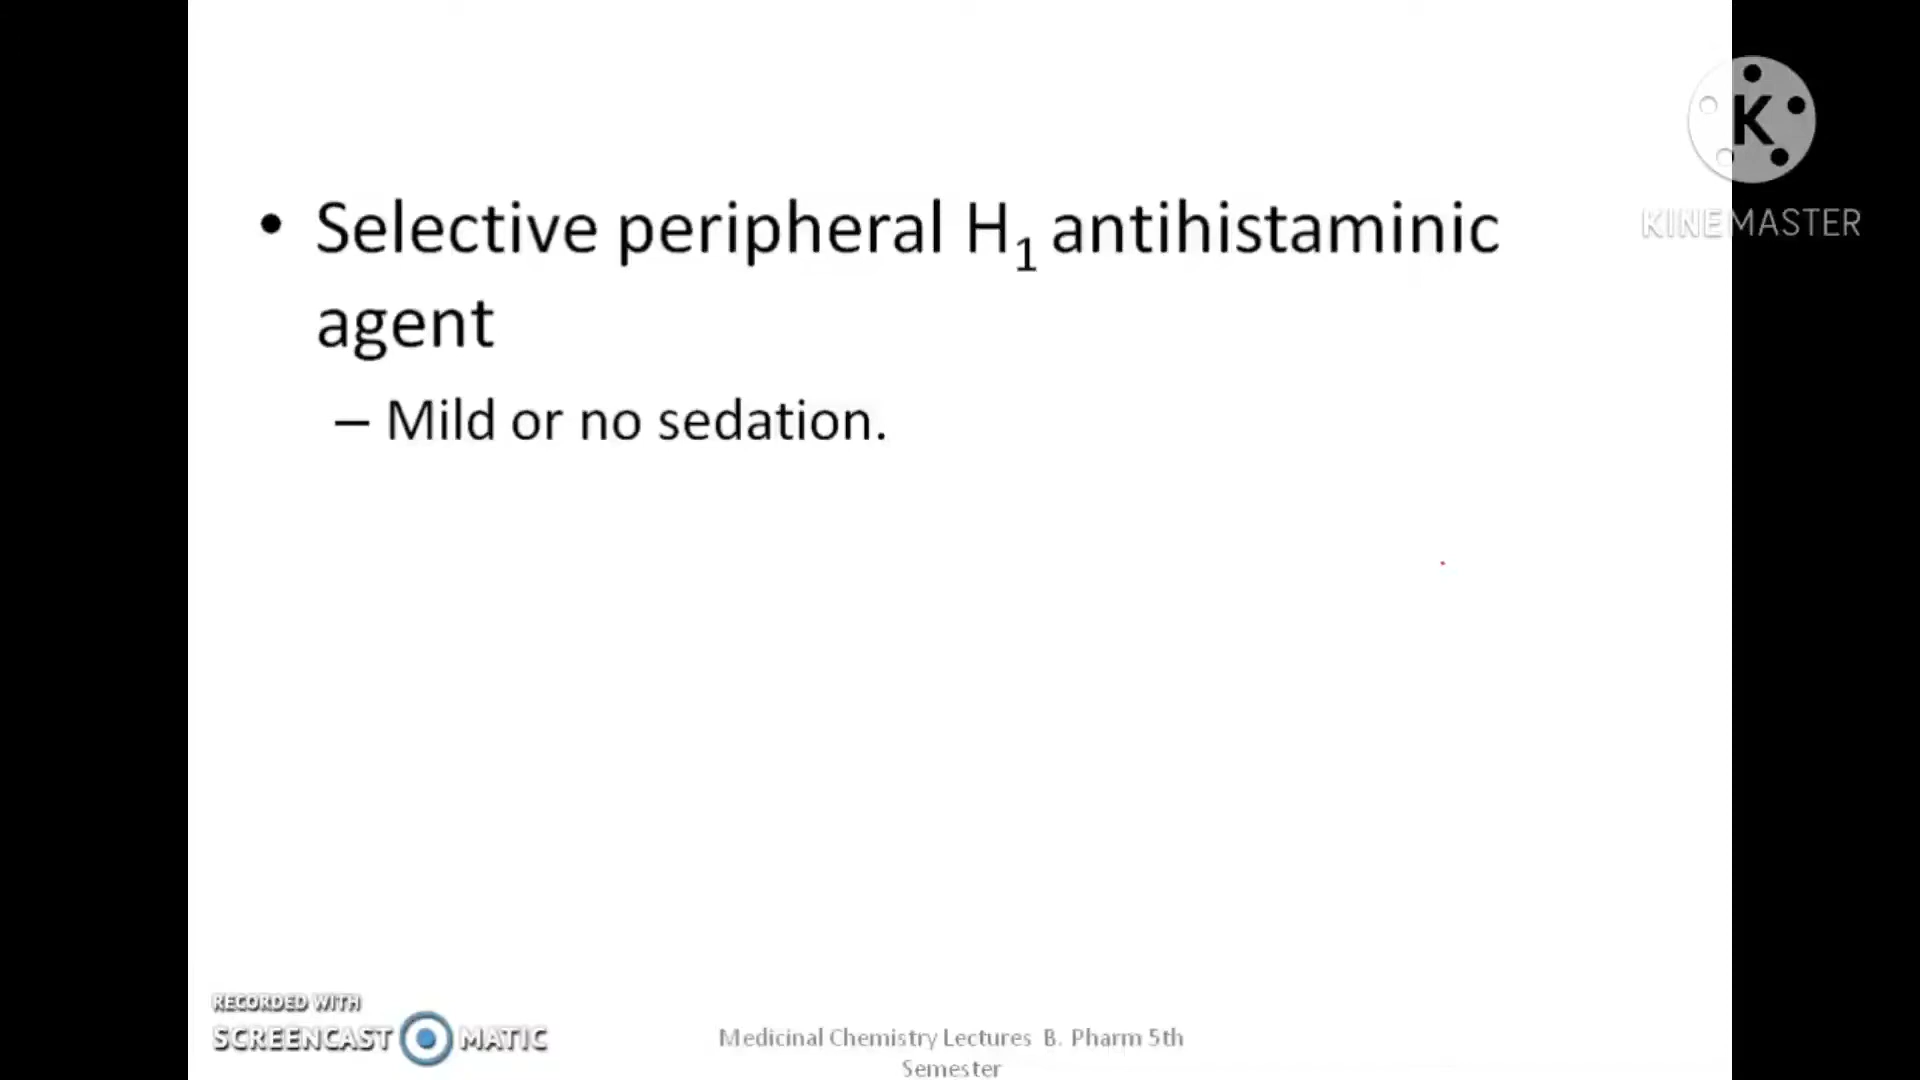 K
KINEMASTER
• Selective peripheral H₁ antihistaminic
agent
– Mild or no sedation.
RECORDED WITH
SCREENCAST MATIC
Medicinal Chemistry Lectures B. Pharm 5th
Semester